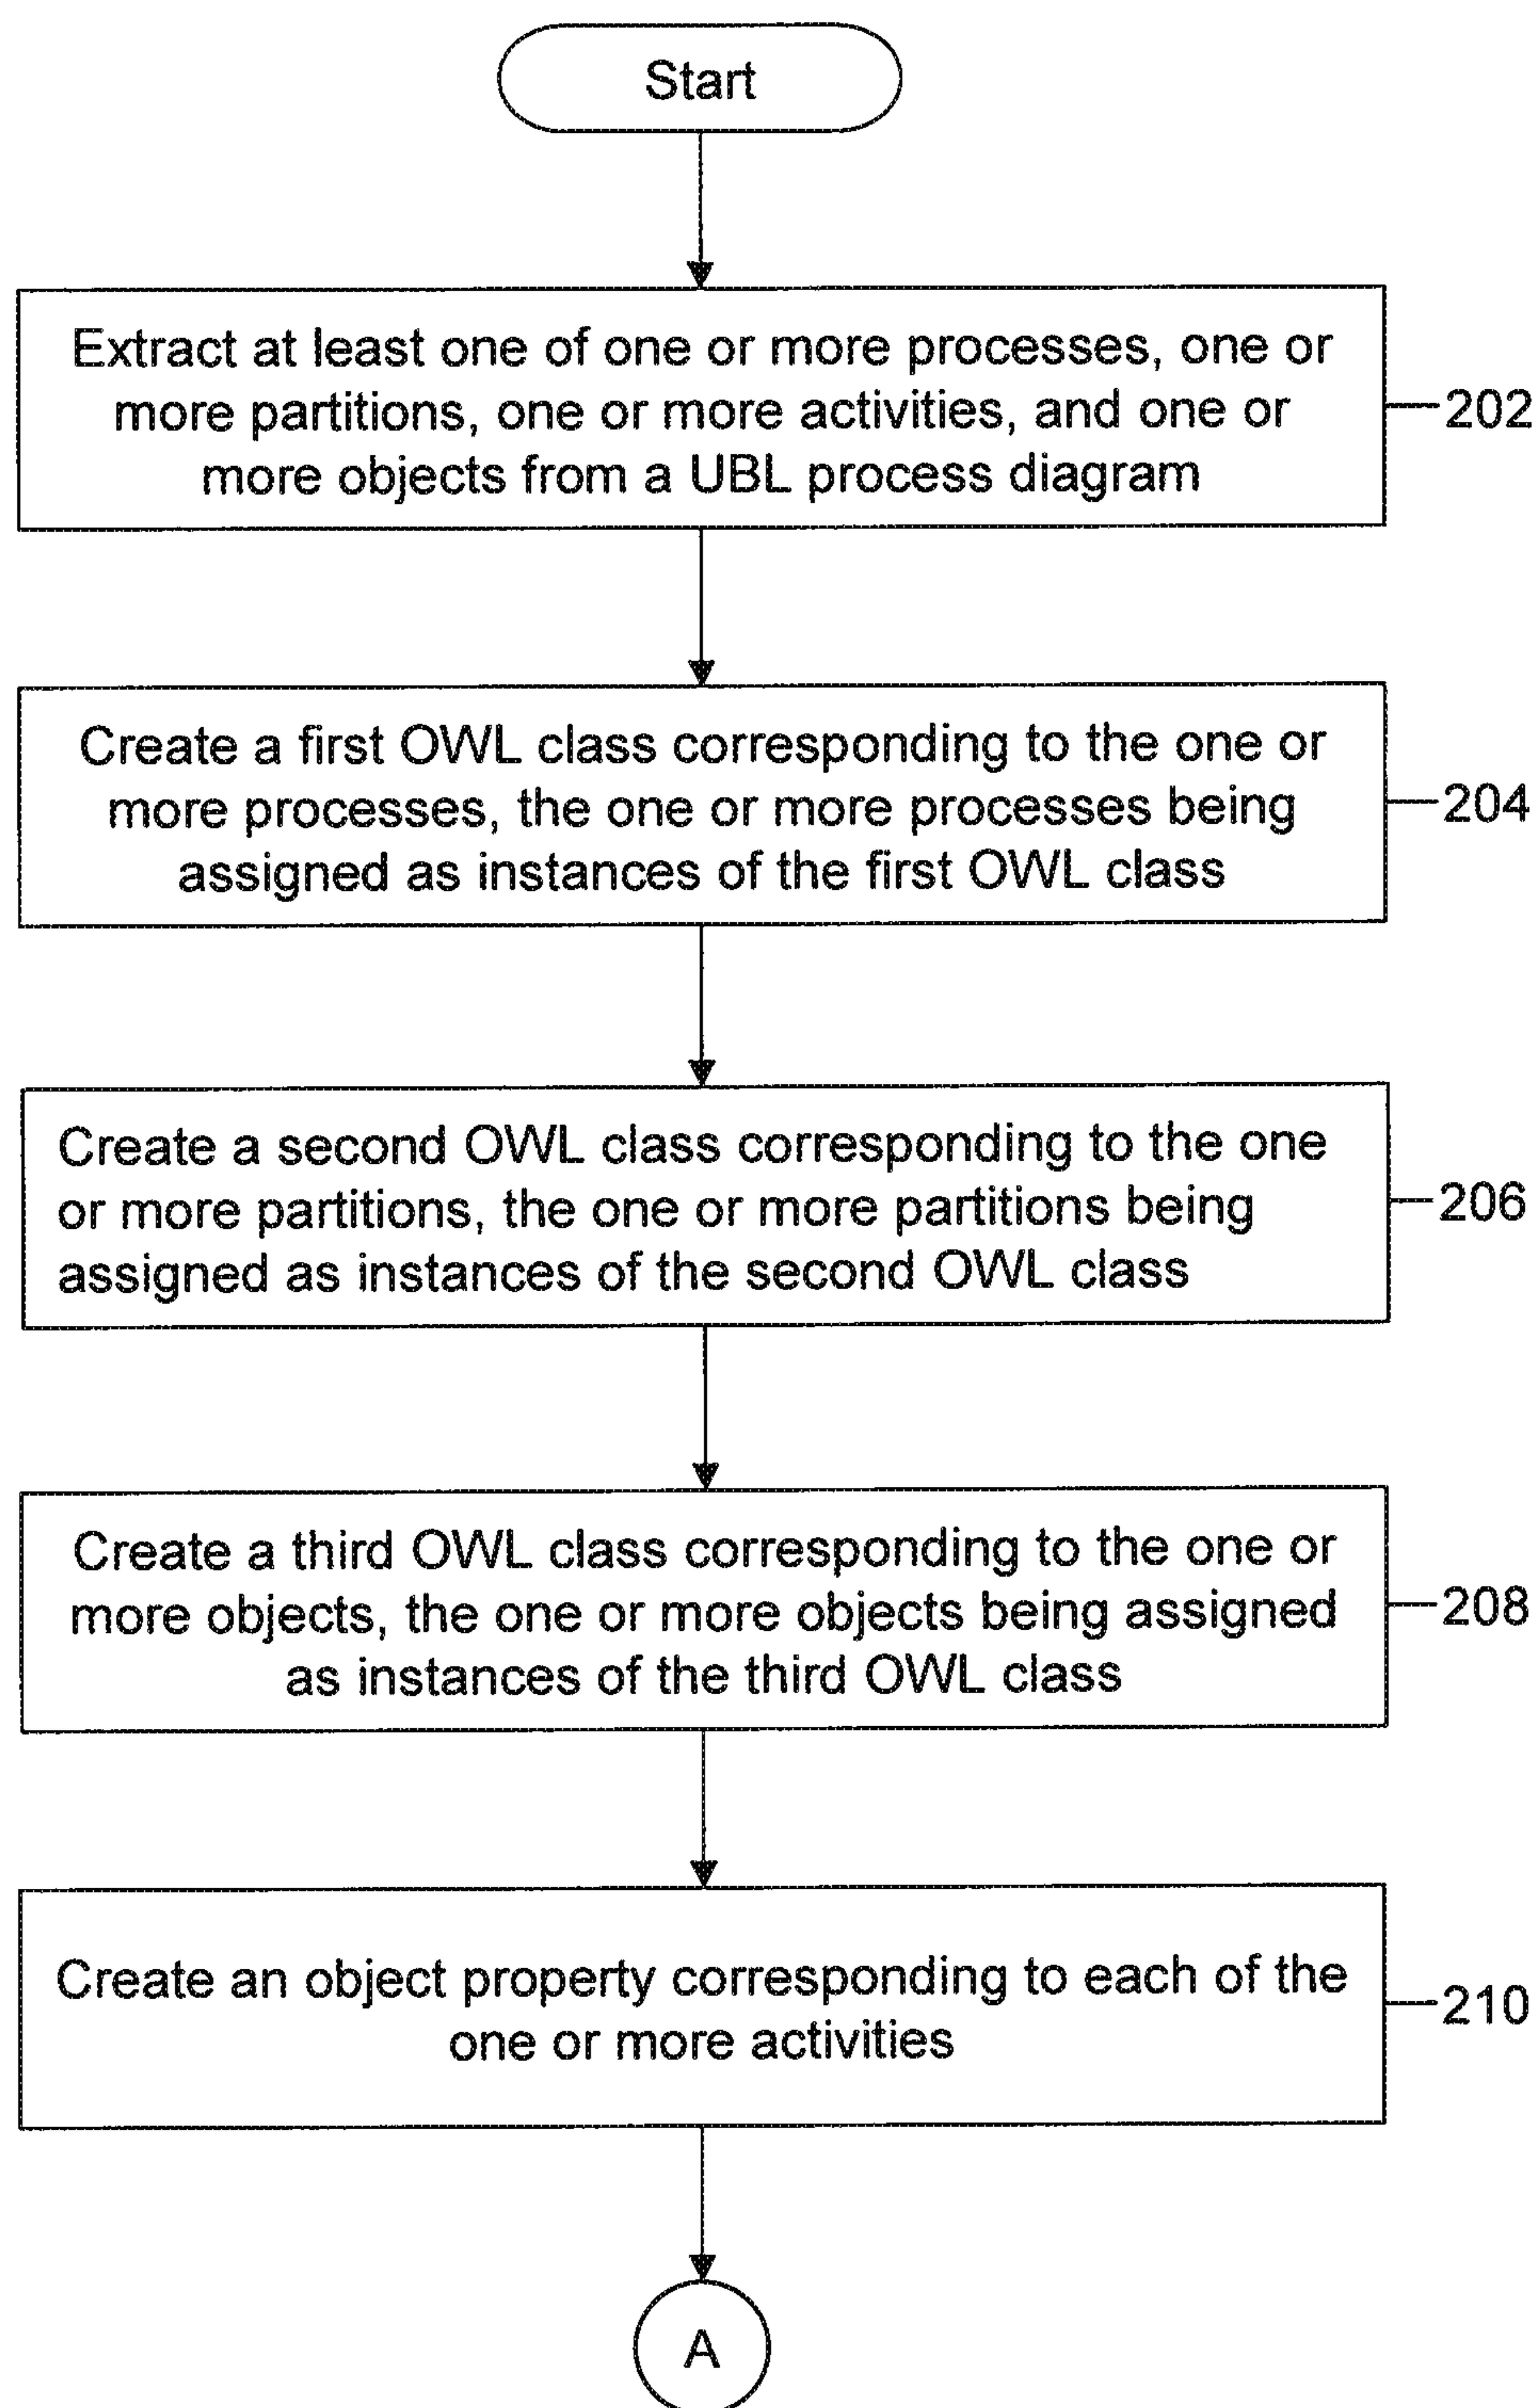 Start
Extract at least one of one or more processes, one or
more partitions, one or more activities, and one or
more objects from a UBL process diagram
202
Create a first OWL class corresponding to the one or
more processes, the one or more processes being
assigned as instances of the first OWL class
204
Create a second OWL class corresponding to the one
or more partitions, the one or more partitions being
assigned as instances of the second OWL class
206
Create a third OWL class corresponding to the one or
more objects, the one or more objects being assigned
as instances of the third OWL class
208
Create an object property corresponding to each of the
one or more activities
210
A